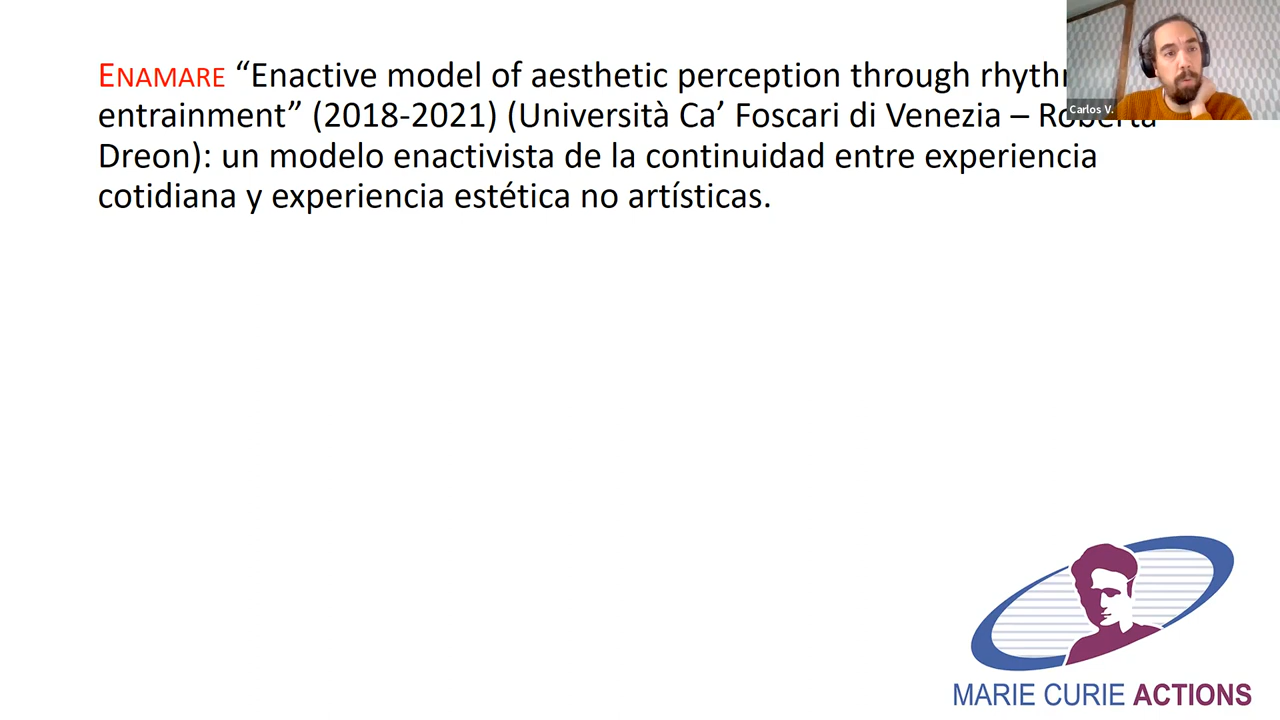 ENAMARE “Enactive model of aesthetic perception through
entrainment” (2018-2021) (Università Ca’ Foscari di Venezia –
Dreon): un modelo enactivista de la continuidad entre experiencia
cotidiana y experiencia estética no artísticas.
Carlos V.
MARIE CURIE ACTIONS